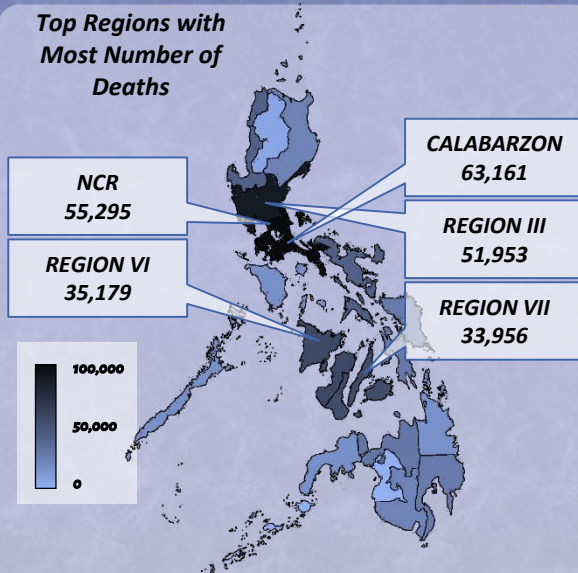 Top Regions with
Most Number of
Deaths
CALABARZON
63,161
NCR
55,295
REGION III
51,953
REGION VI
35,179
REGION VII
33,956
100,000
50,000
0